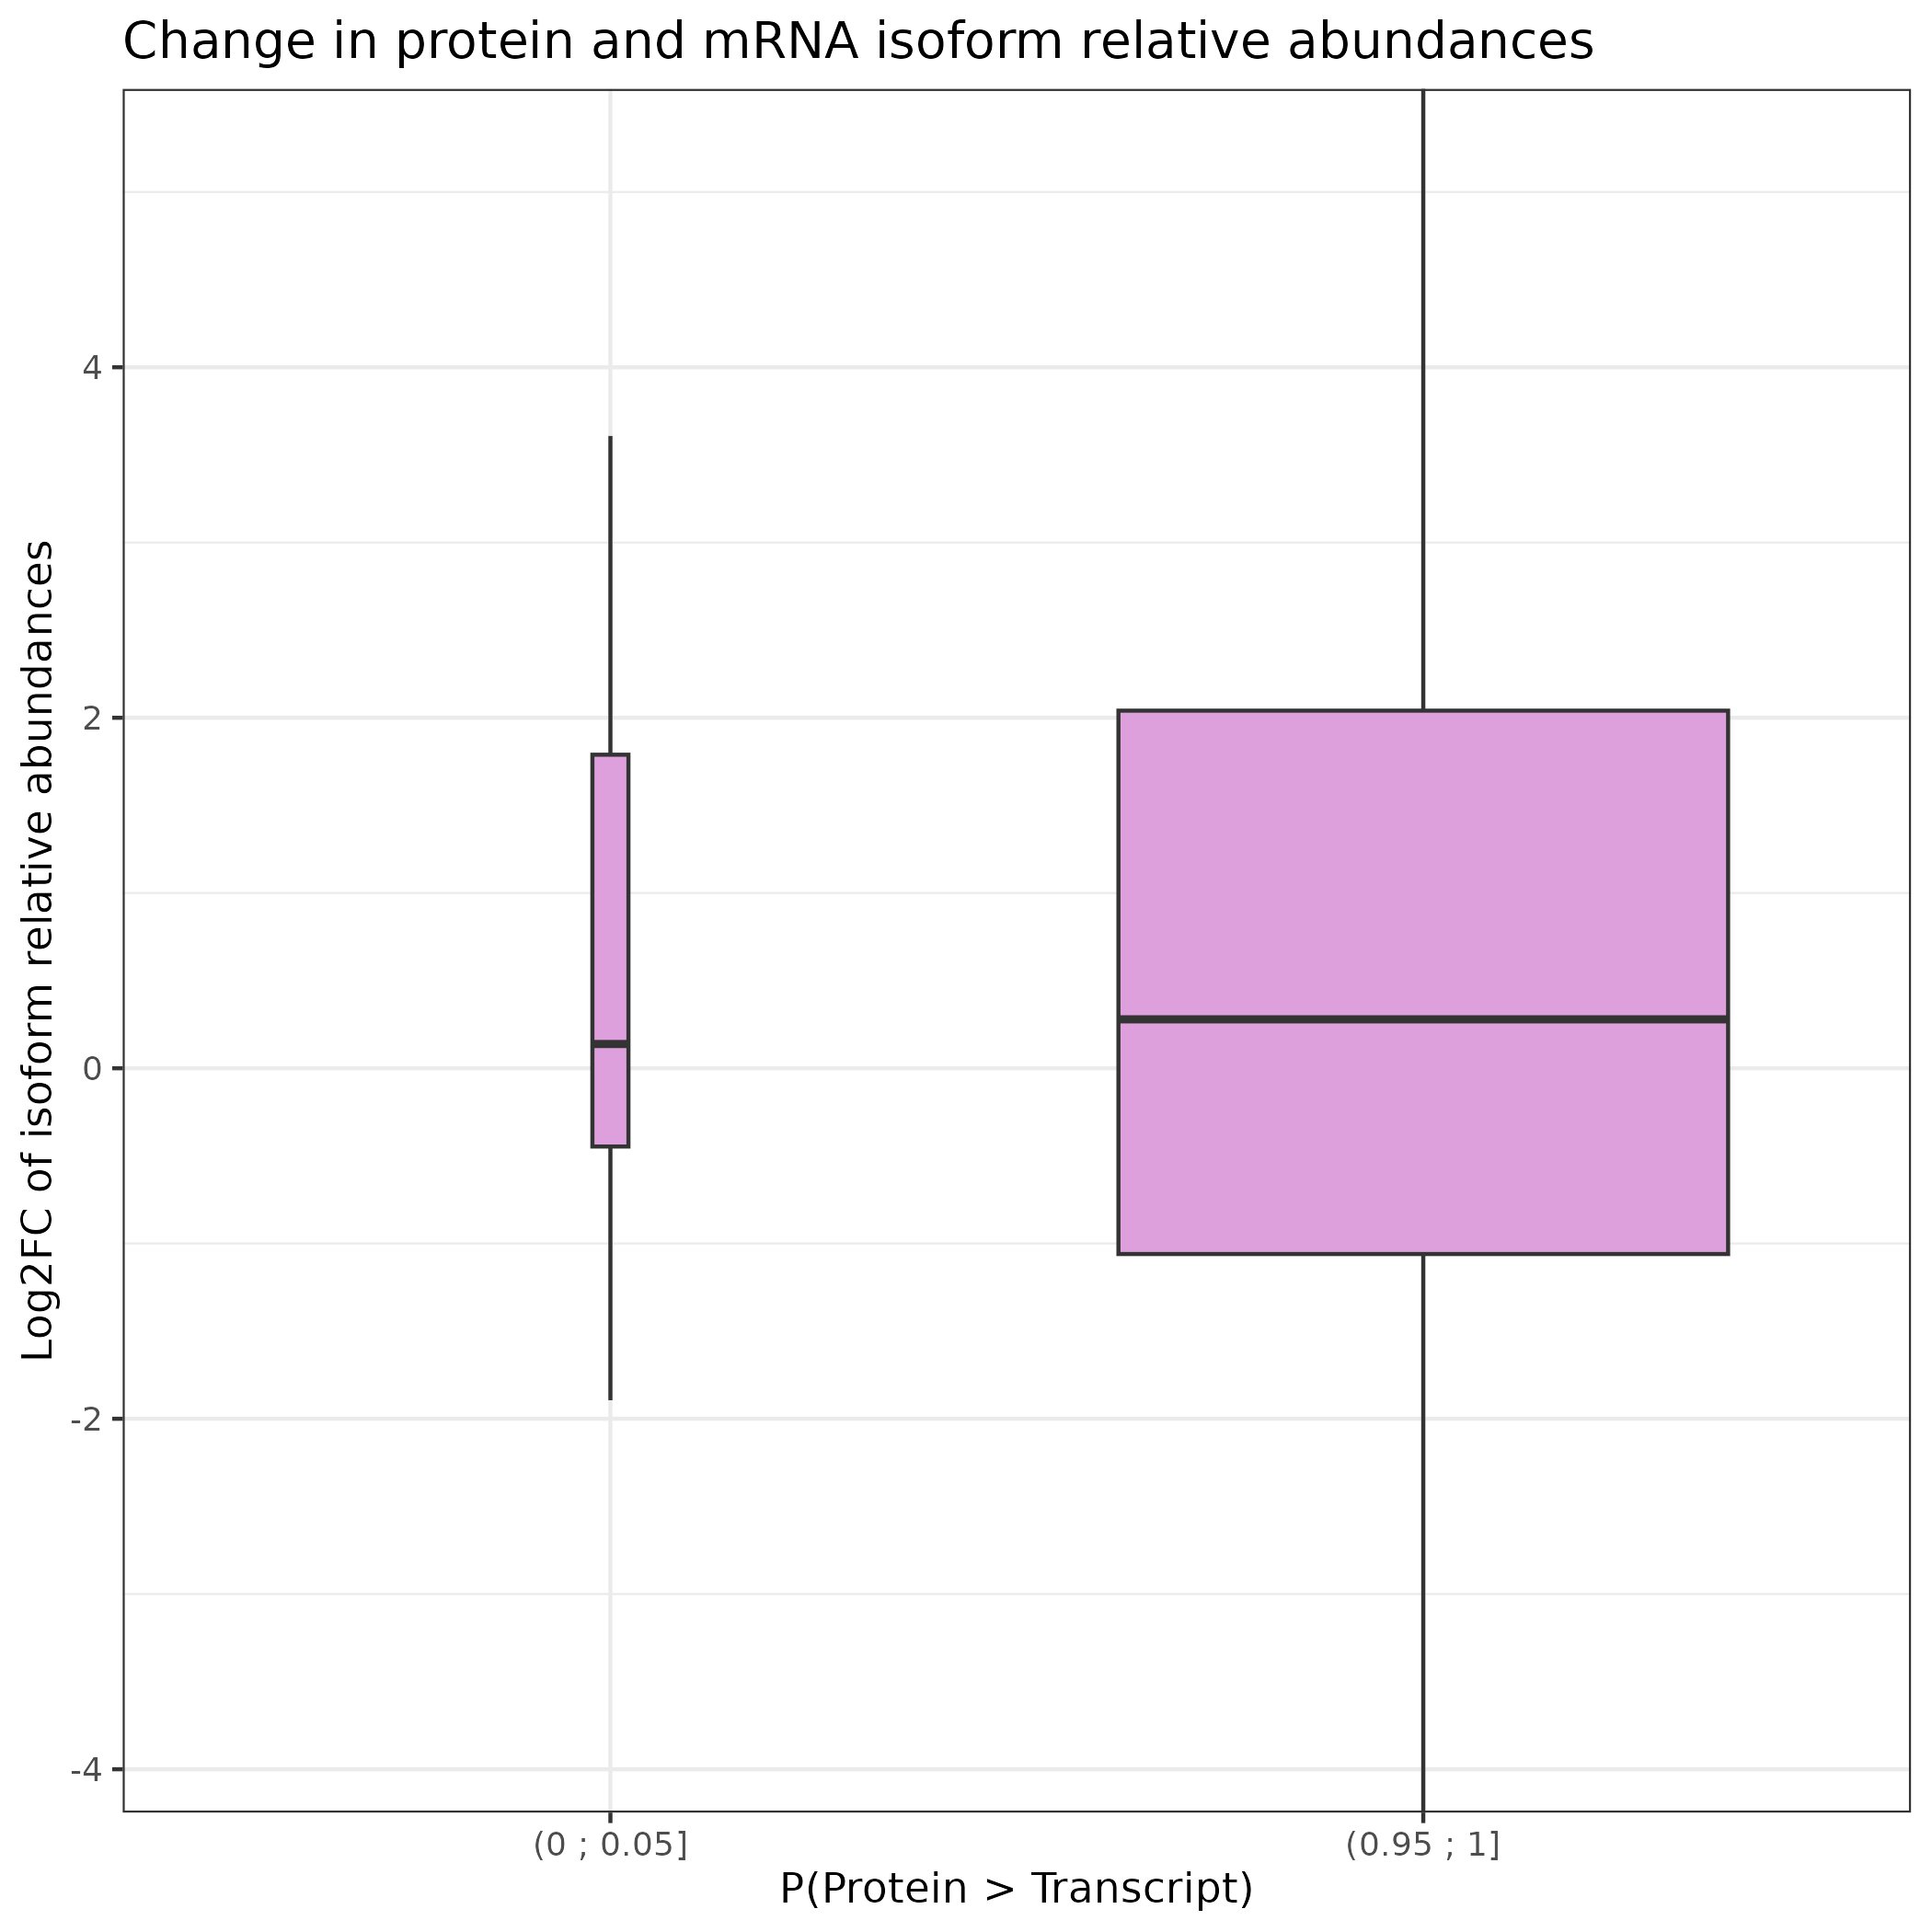 Change in protein and mRNA isoform relative abundances
Log2FC of isoform relative abundances
4
2
0
-2
-4
(0 ; 0.05]
(0.95 ; 1]
P(Protein > Transcript)